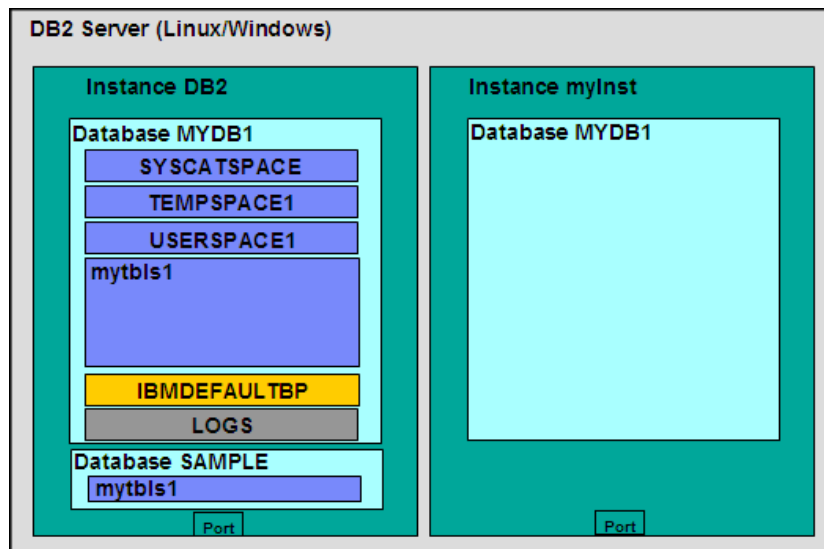 DB2 Server (Linux/Windows)
Instance DB2
Database MYDB1
SYSCATSPACE
TEMPSPACE1
USERSPACE1
mytbls1
IBMDEFAULTBP
LOGS
Database SAMPLE
mytbls1
Port
Instance myInst
Database MYDB1
Port